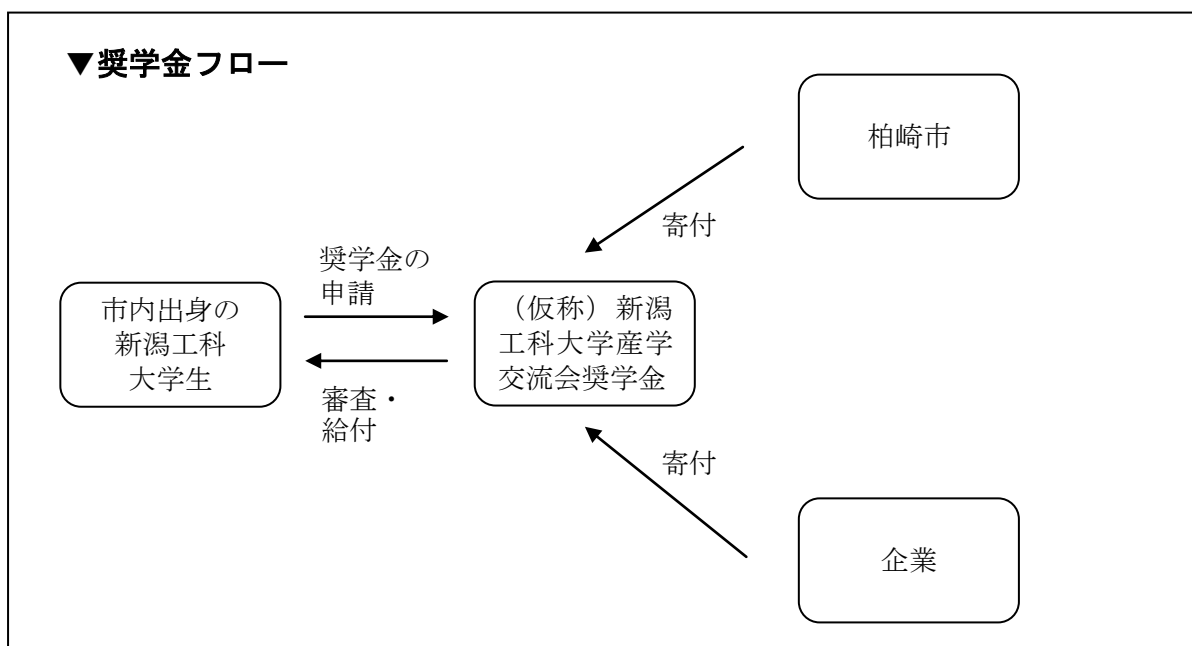 ▼奨学金フロー
柏崎市
寄付
奨学金の
申請
市内出身の
新潟工科
大学生
（仮称）新潟
工科大学産学
交流会奨学金
審査・
給付
寄付
企業